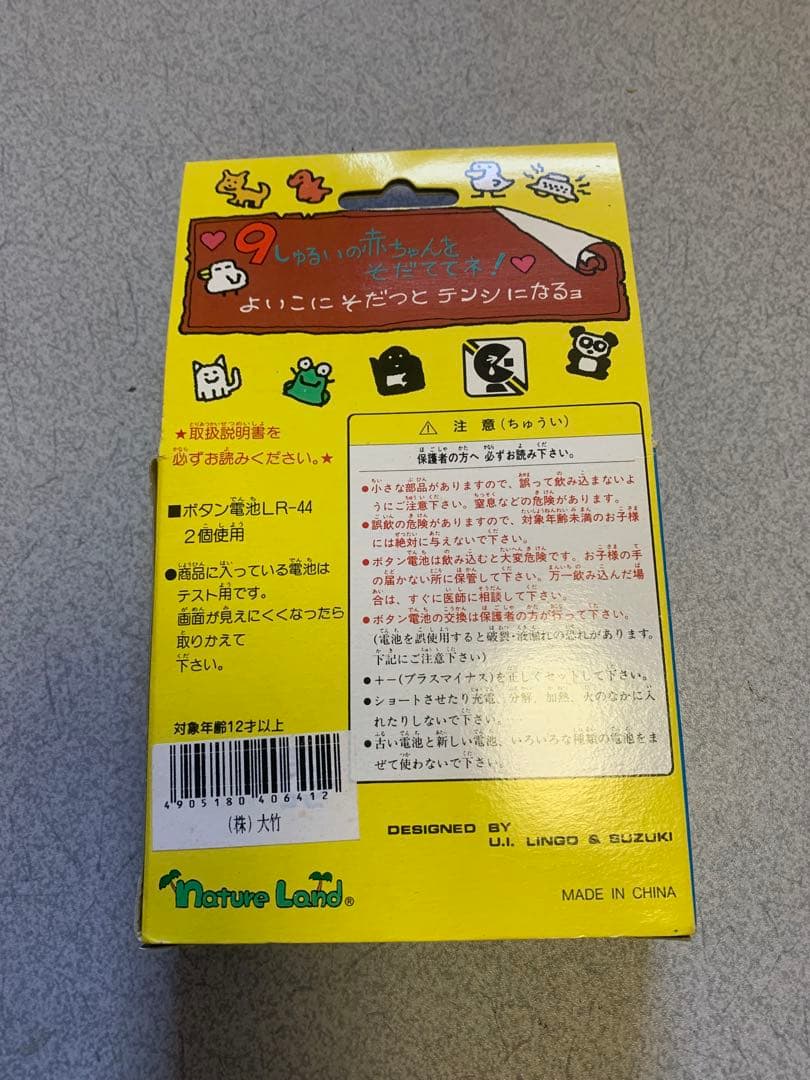 9しゅるいの赤ちゃんを
そだててネ!
よいこにそだつとテンシになるョ
★取扱説明書を
必ずお読みください。★
■ボタン電池LR-44
2個使用
●商品に入っている電池は
テスト用です。
画面が見えにくくなったら
取りかえて
下さい。
対象年齢12才以上
⚠ 注意(ちゅうい)
保護者の方へ 必ずお読み下さい。
●小さな部品がありますので、誤って飲み込まないよ
うにご注意下さい。窒息などの危険があります。
●誤飲の危険がありますので、対象年齢未満のお子様
には絶対に与えないで下さい。
●ボタン電池は飲み込むと大変危険です。お子様の手
の届かない所に保管して下さい。万一飲み込んだ場
合は、すぐに医師に相談して下さい。
●ボタン電池の交換は保護者の方が行って下さい。
(電池を誤使用すると破裂・液漏れの恐れがあります。
下記にご注意下さい)
●+-(プラスマイナス)を正しくセットして下さい。
●ショートさせたり充電、分解、加熱、火のなかに入
れたりしないで下さい。
●古い電池と新しい電池、いろいろな種類の電池をま
ぜて使わないで下さい。
4905180 406412
(株)大竹
DESIGNED BY
U.I. LINGO & SUZUKI
nature Land®
MADE IN CHINA